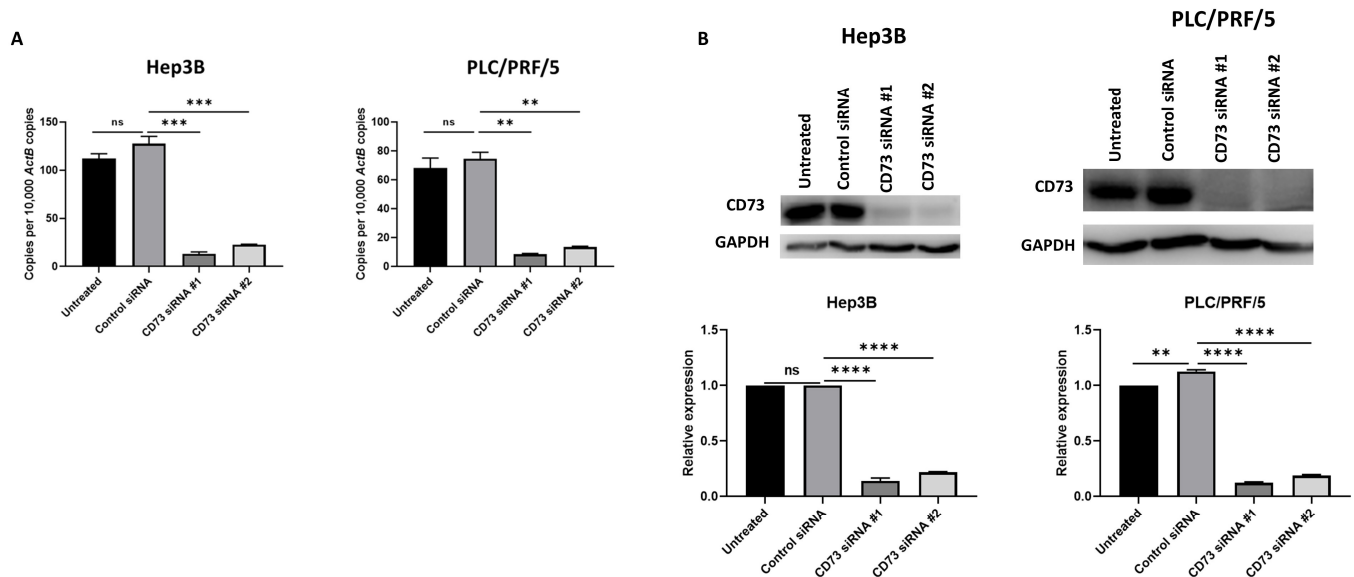 A
Hep3B
Copies per 10,000 ActB copies
150
100
50
0
ns
***
***
Untreated
Control siRNA
CD73 siRNA #1
CD73 siRNA #2
PLC/PRF/5
Copies per 10,000 ActB copies
100
80
60
40
20
0
ns
**
**
Untreated
Control siRNA
CD73 siRNA #1
CD73 siRNA #2
B
Hep3B
Untreated
Control siRNA
CD73 siRNA #1
CD73 siRNA #2
CD73
GAPDH
PLC/PRF/5
Untreated
Control siRNA
CD73 siRNA #1
CD73 siRNA #2
CD73
GAPDH
Hep3B
Relative expression
1.5
1.0
0.5
0.0
ns
****
****
Untreated
Control siRNA
CD73 siRNA #1
CD73 siRNA #2
PLC/PRF/5
Relative expression
1.5
1.0
0.5
0.0
**
****
****
Untreated
Control siRNA
CD73 siRNA #1
CD73 siRNA #2